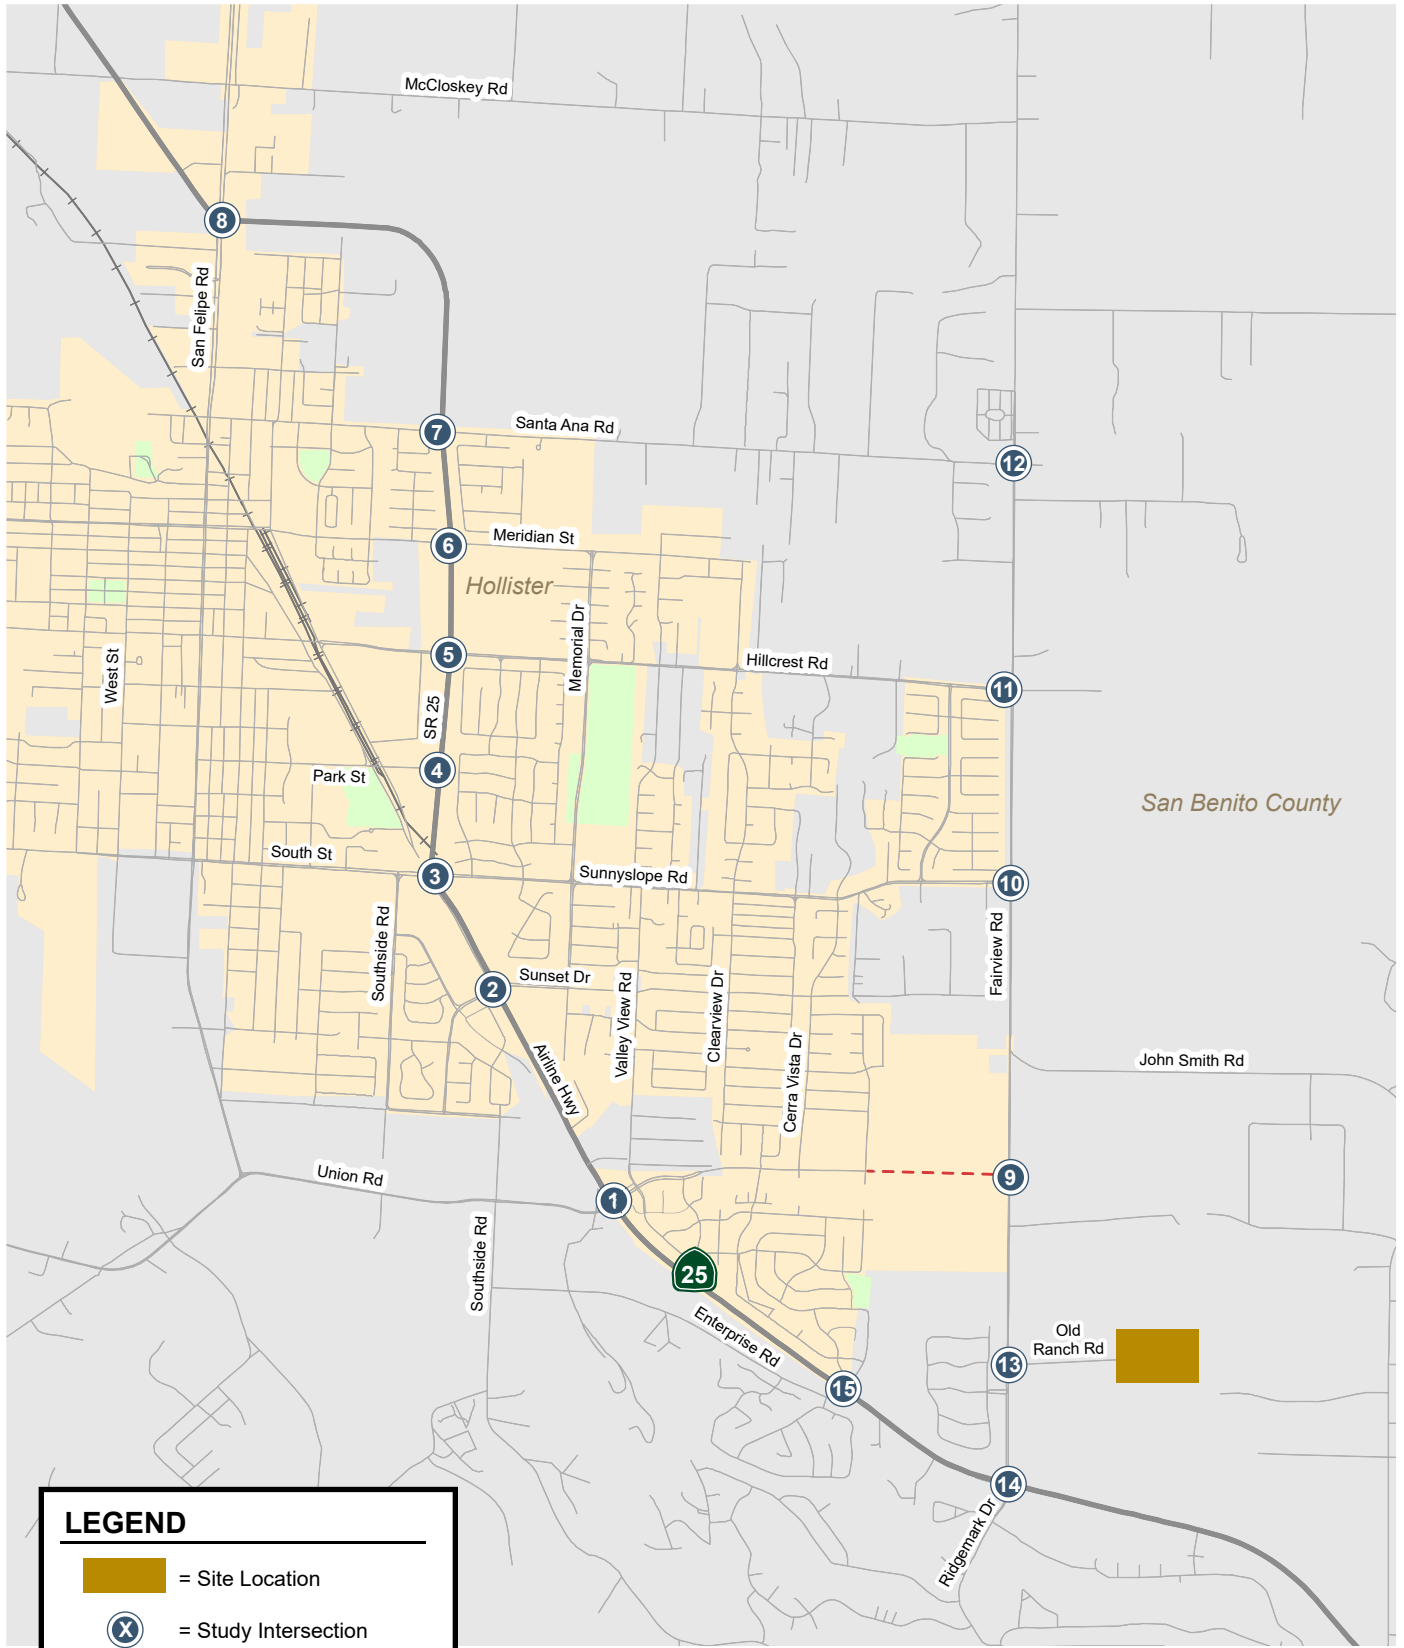 McCloskey Rd
8
San Felipe Rd
7
Santa Ana Rd
12
6
Meridian St
Hollister
Memorial Dr
5
Hillcrest Rd
West St
11
SR 25
4
Park St
San Benito County
South St
3
Sunnyslope Rd
10
Southside Rd
Fairview Rd
2
Sunset Dr
Valley View Rd
Clearview Dr
Cerra Vista Dr
Airline Hwy
John Smith Rd
Union Rd
9
1
Southside Rd
25
Enterprise Rd
Old
Ranch Rd
13
15
14
Ridgemark Dr
LEGEND
= Site Location
X
= Study Intersection